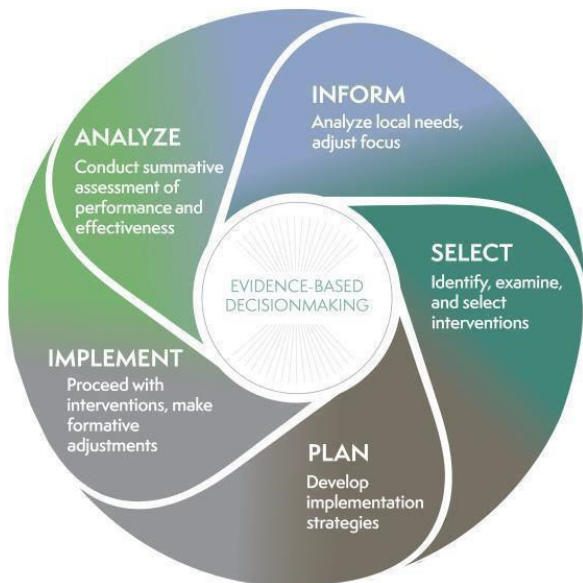 INFORM
Analyze local needs,
adjust focus
SELECT
Identify, examine,
and select
interventions
PLAN
Develop
implementation
strategies
IMPLEMENT
Proceed with
interventions, make
formative
adjustments
ANALYZE
Conduct summative
assessment of
performance and
effectiveness
EVIDENCE-BASED
DECISIONMAKING